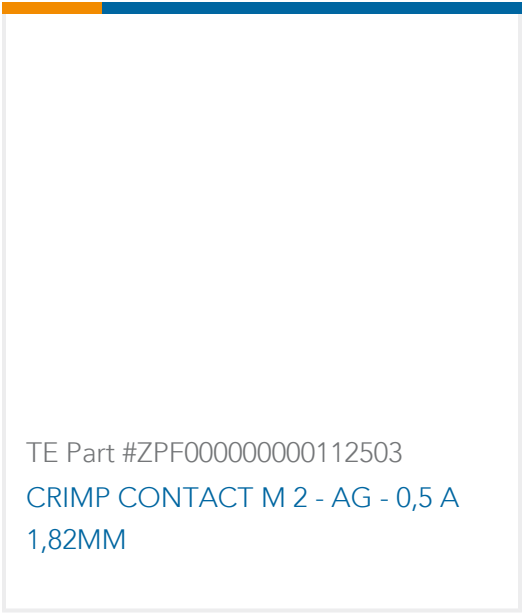 TE Part #ZPF000000000112503
CRIMP CONTACT M 2 - AG - 0,5 A
1,82MM